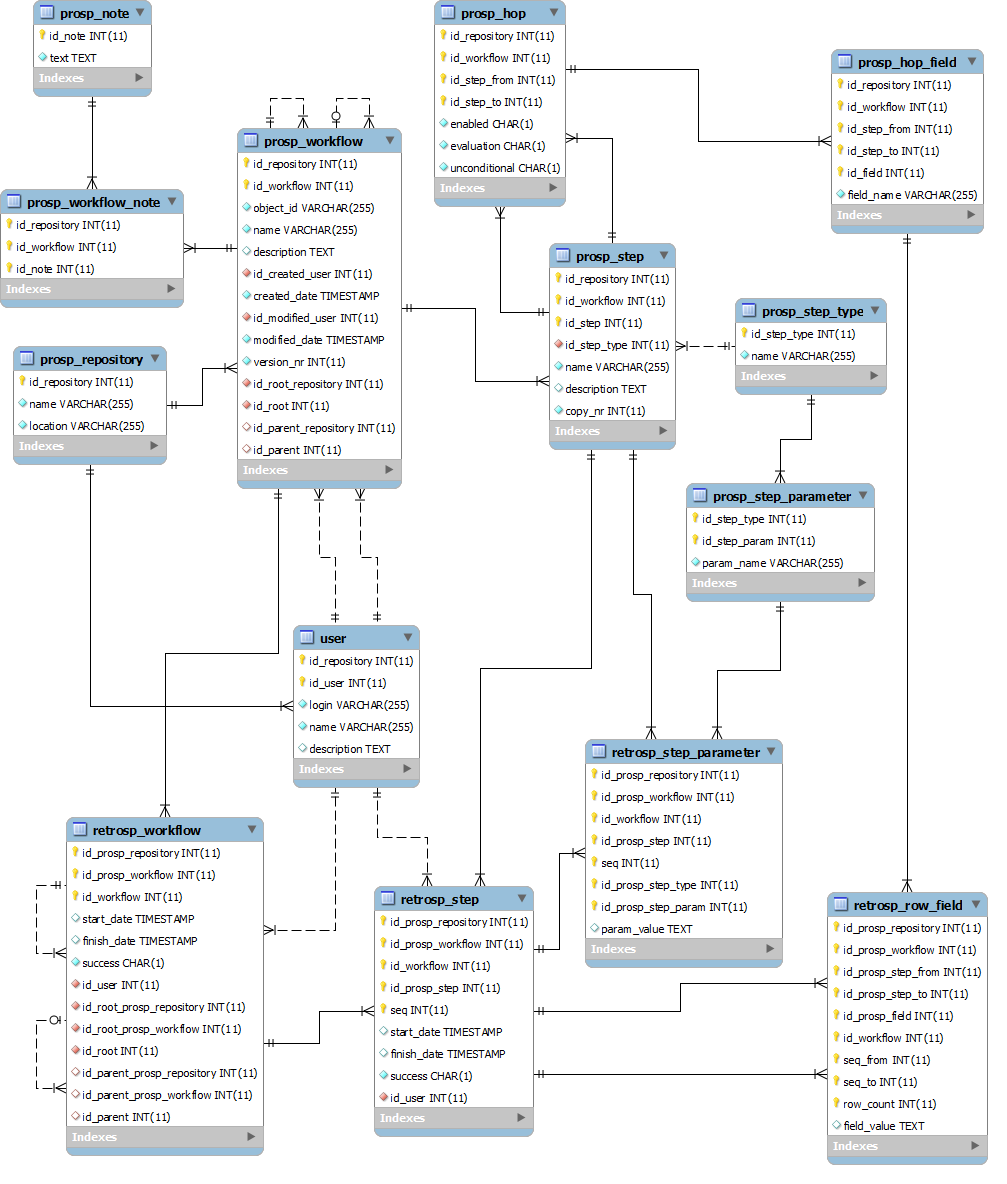 prosp_note
id_note INT(11)
text TEXT
Indexes
prosp_hop
id_repository INT(11)
id_workflow INT(11)
id_step_from INT(11)
id_step_to INT(11)
enabled CHAR(1)
evaluation CHAR(1)
unconditional CHAR(1)
Indexes
prosp_hop_field
id_repository INT(11)
id_workflow INT(11)
id_step_from INT(11)
id_step_to INT(11)
id_field INT(11)
field_name VARCHAR(255)
Indexes
prosp_workflow
id_repository INT(11)
id_workflow INT(11)
object_id VARCHAR(255)
name VARCHAR(255)
description TEXT
id_created_user INT(11)
created_date TIMESTAMP
id_modified_user INT(11)
modified_date TIMESTAMP
version_nr INT(11)
id_root_repository INT(11)
id_root INT(11)
id_parent_repository INT(11)
id_parent INT(11)
Indexes
prosp_workflow_note
id_repository INT(11)
id_workflow INT(11)
id_note INT(11)
Indexes
prosp_step
id_repository INT(11)
id_workflow INT(11)
id_step INT(11)
id_step_type INT(11)
name VARCHAR(255)
description TEXT
copy_nr INT(11)
Indexes
prosp_step_type
id_step_type INT(11)
name VARCHAR(255)
Indexes
prosp_repository
id_repository INT(11)
name VARCHAR(255)
location VARCHAR(255)
Indexes
prosp_step_parameter
id_step_type INT(11)
id_step_param INT(11)
param_name VARCHAR(255)
Indexes
user
id_repository INT(11)
id_user INT(11)
login VARCHAR(255)
name VARCHAR(255)
description TEXT
Indexes
retrosp_step_parameter
id_prosp_repository INT(11)
id_prosp_workflow INT(11)
id_workflow INT(11)
id_prosp_step INT(11)
seq INT(11)
id_prosp_step_type INT(11)
id_prosp_step_param INT(11)
param_value TEXT
Indexes
retrosp_workflow
id_prosp_repository INT(11)
id_prosp_workflow INT(11)
id_workflow INT(11)
start_date TIMESTAMP
finish_date TIMESTAMP
success CHAR(1)
id_user INT(11)
id_root_prosp_repository INT(11)
id_root_prosp_workflow INT(11)
id_root INT(11)
id_parent_prosp_repository INT(11)
id_parent_prosp_workflow INT(11)
id_parent INT(11)
Indexes
retrosp_step
id_prosp_repository INT(11)
id_prosp_workflow INT(11)
id_workflow INT(11)
id_prosp_step INT(11)
seq INT(11)
start_date TIMESTAMP
finish_date TIMESTAMP
success CHAR(1)
id_user INT(11)
Indexes
retrosp_row_field
id_prosp_repository INT(11)
id_prosp_workflow INT(11)
id_prosp_step_from INT(11)
id_prosp_step_to INT(11)
id_prosp_field INT(11)
id_workflow INT(11)
seq_from INT(11)
seq_to INT(11)
row_count INT(11)
field_value TEXT
Indexes